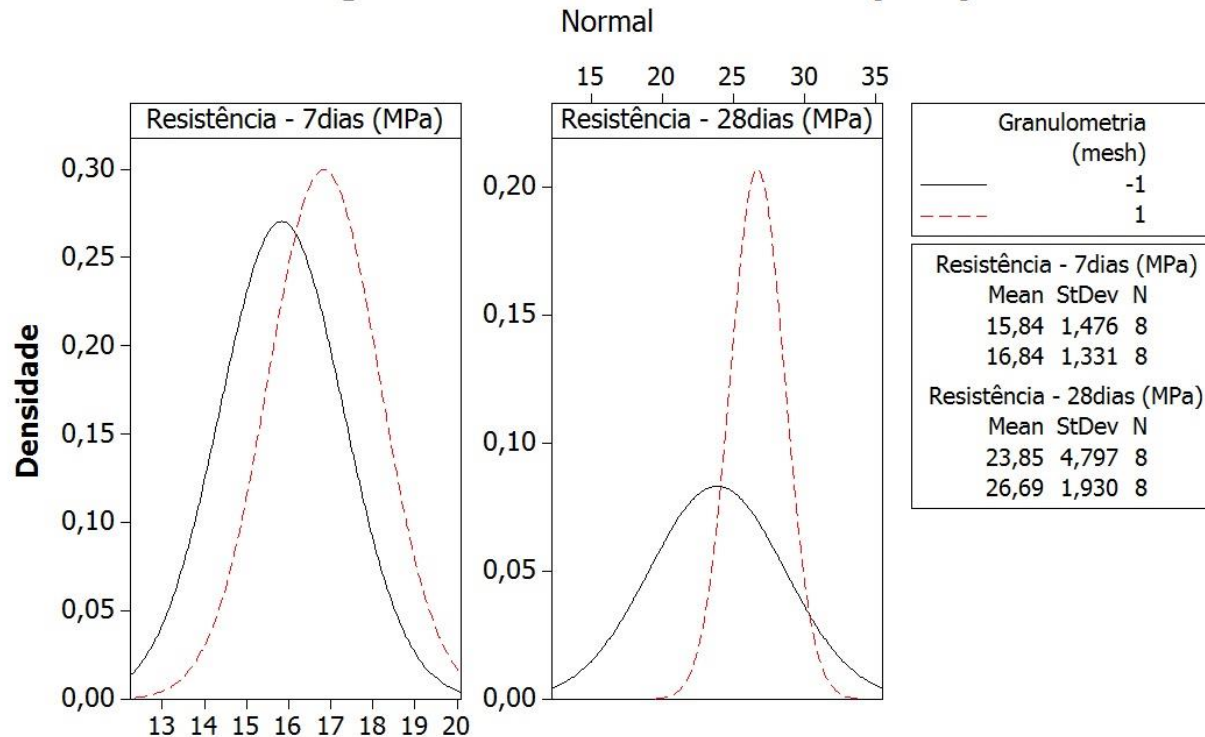 Normal
15 20 25 30 35
Resistência - 7dias (MPa)
Resistência - 28dias (MPa)
Densidade
0,30
0,25
0,20
0,15
0,10
0,05
0,00
13 14 15 16 17 18 19 20
0,20
0,15
0,10
0,05
0,00
Granulometria
(mesh)
-1
1
Resistência - 7dias (MPa)
Mean StDev N
15,84 1,476 8
16,84 1,331 8
Resistência - 28dias (MPa)
Mean StDev N
23,85 4,797 8
26,69 1,930 8